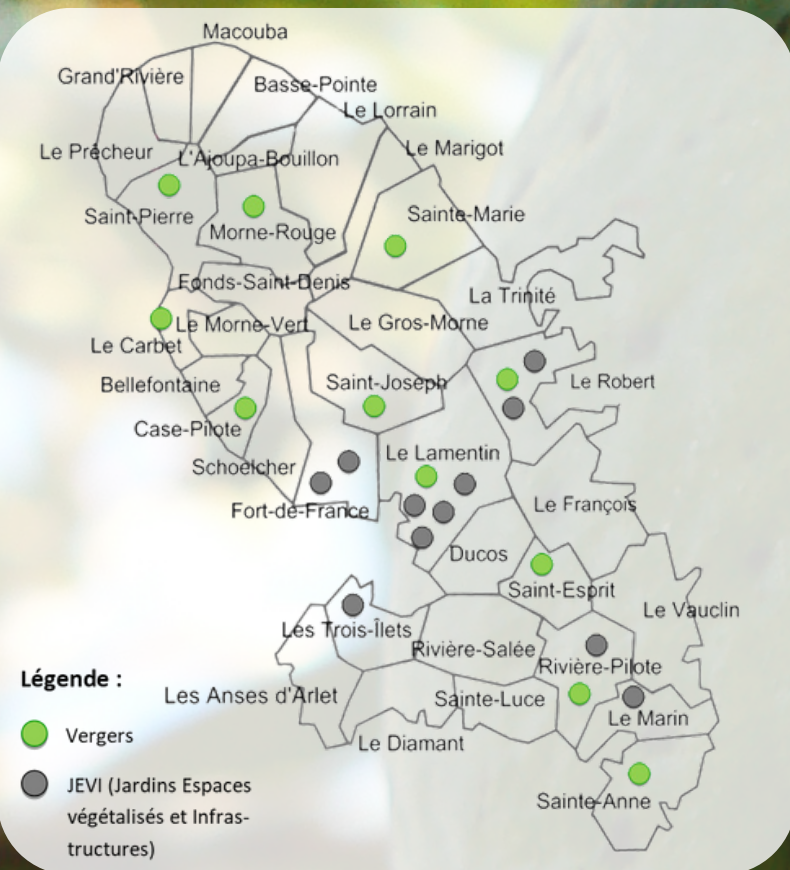 Macouba
Grand'Rivière
Basse-Pointe
Le Lorrain
Le Marigot
Le Prêcheur
L'Ajoupa-Bouillon
Saint-Pierre
Sainte-Marie
Morne-Rouge
Fonds-Saint-Denis
La Trinité
Le Morne-Vert
Le Gros-Morne
Le Carbet
Bellefontaine
Saint-Joseph
Le Robert
Case-Pilote
Le Lamentin
Schoelcher
Fort-de-France
Le François
Ducos
Saint-Esprit
Le Vauclin
Les Trois-Îlets
Rivière-Salée
Rivière-Pilote
Légende :
Les Anses d'Arlet
Sainte-Luce
Le Marin
Vergers
Le Diamant
JEVI (Jardins Espaces
végétalisés et Infras-
tructures)
Sainte-Anne